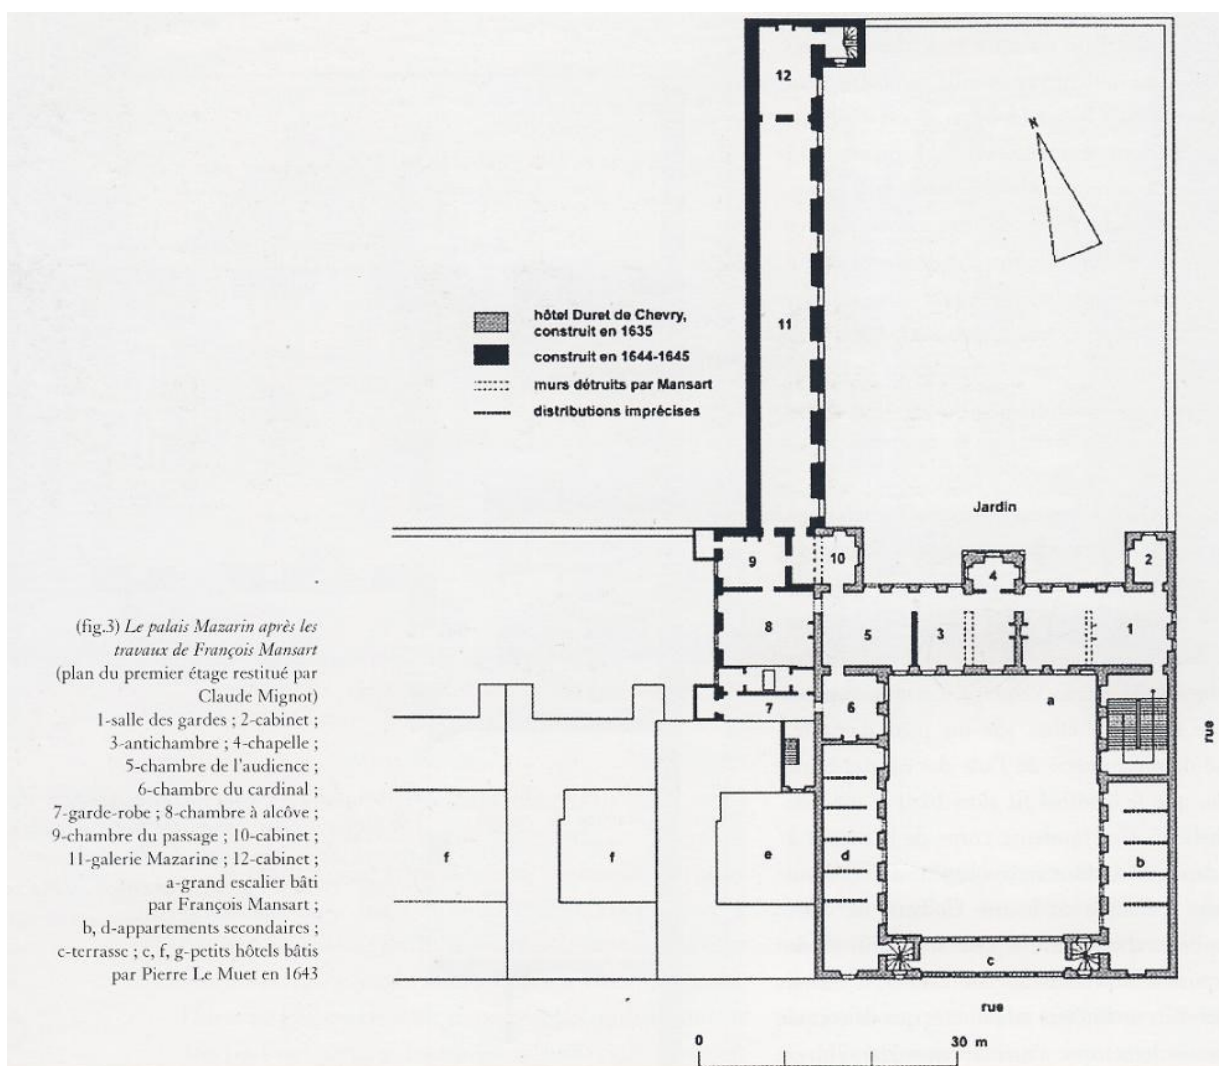 12
N
11
hôtel Duret de Chevry,
construit en 1635
construit en 1644-1645
murs détruits par Mansart
distributions imprécises
Jardin
9
10
4
2
8
5
3
1
7
6
a
rue
f
f
e
d
b
c
rue
0
30 m
(fig.3) Le palais Mazarin après les
travaux de François Mansart
(plan du premier étage restitué par
Claude Mignot)
1-salle des gardes ; 2-cabinet ;
3-antichambre ; 4-chapelle ;
5-chambre de l'audience ;
6-chambre du cardinal ;
7-garde-robe ; 8-chambre à alcôve ;
9-chambre du passage ; 10-cabinet ;
11-galerie Mazarine ; 12-cabinet ;
a-grand escalier bâti
par François Mansart ;
b, d-appartements secondaires ;
c-terrasse ; e, f, g-petits hôtels bâtis
par Pierre Le Muet en 1643